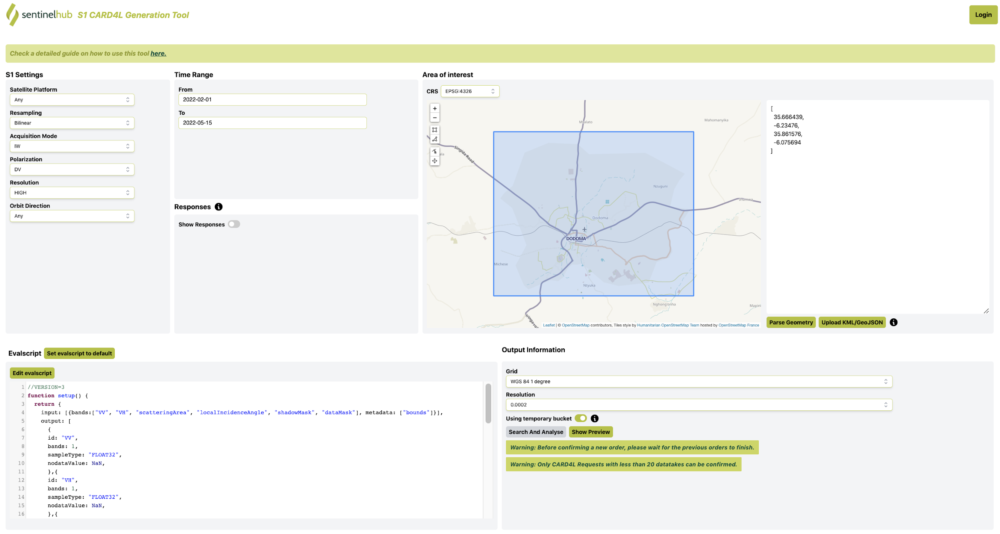 sentinelhub S1 CARD4L Generation Tool
Login
Check a detailed guide on how to use this tool here.
S1 Settings
Satellite Platform
Any
Resampling
Bilinear
Acquisition Mode
IW
Polarization
DV
Resolution
HIGH
Orbit Direction
Any
Time Range
From
2022-02-01
To
2022-05-15
Responses
Show Responses
Area of interest
CRS EPSG:4326
+
−
Msalato
Mahomanyika
Singida Road
Nzuguni
Ihumwa
Dodoma
DODOMA
Michese
Ntyuka
Nghong'onha
Leaflet | © OpenStreetMap contributors, Tiles style by Humanitarian OpenStreetMap Team hosted by OpenStreetMap France
[
35.666439,
-6.23476,
35.861576,
-6.075694
]
Parse Geometry Upload KML/GeoJSON
Evalscript Set evalscript to default
Edit evalscript
1 //VERSION=3
2 function setup() {
3 return {
4 input: [{bands:["VV", "VH", "scatteringArea", "localIncidenceAngle", "shadowMask", "dataMask"], metadata: ["bounds"]}],
5 output: [
6 {
7 id: "VV",
8 bands: 1,
9 sampleType: "FLOAT32",
10 nodataValue: NaN,
11 },{
12 id: "VH",
13 bands: 1,
14 sampleType: "FLOAT32",
15 nodataValue: NaN,
16 },{
Output Information
Grid
WGS 84 1 degree
Resolution
0.0002
Using temporary bucket
Search And Analyse Show Preview
Warning: Before confirming a new order, please wait for the previous orders to finish.
Warning: Only CARD4L Requests with less than 20 datatakes can be confirmed.